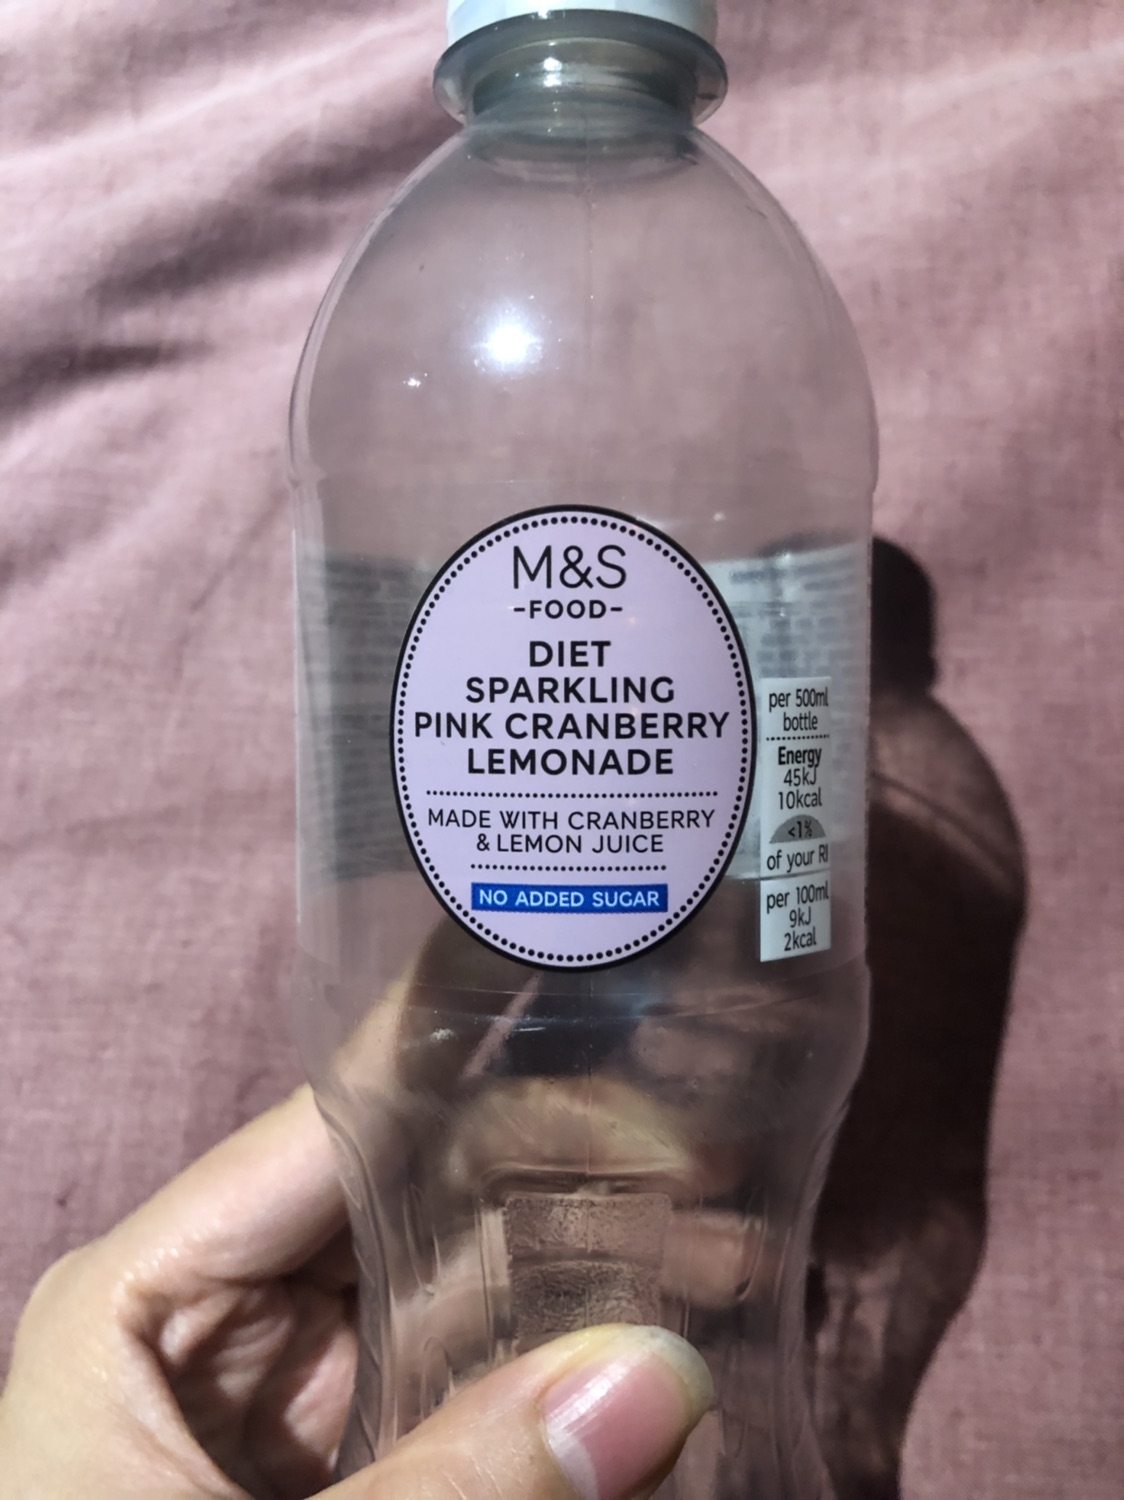 M&S
-FOOD-
DIET
SPARKLING
PINK CRANBERRY
LEMONADE
MADE WITH CRANBERRY
& LEMON JUICE
NO ADDED SUGAR
per 500ml
bottle
Energy
45kJ
10kcal
<1%
of your RI
per 100ml
9kJ
2kcal